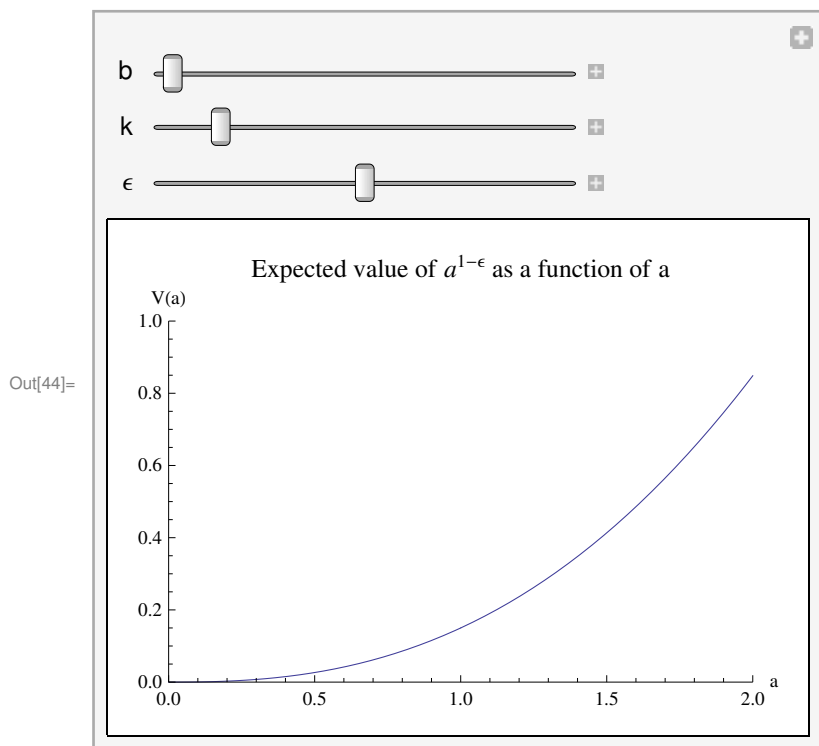 b
k
ϵ
Expected value of a^{1−ϵ} as a function of a
V(a)
1.0
0.8
0.6
Out[44]=
0.4
0.2
0.0
a
0.0 0.5 1.0 1.5 2.0